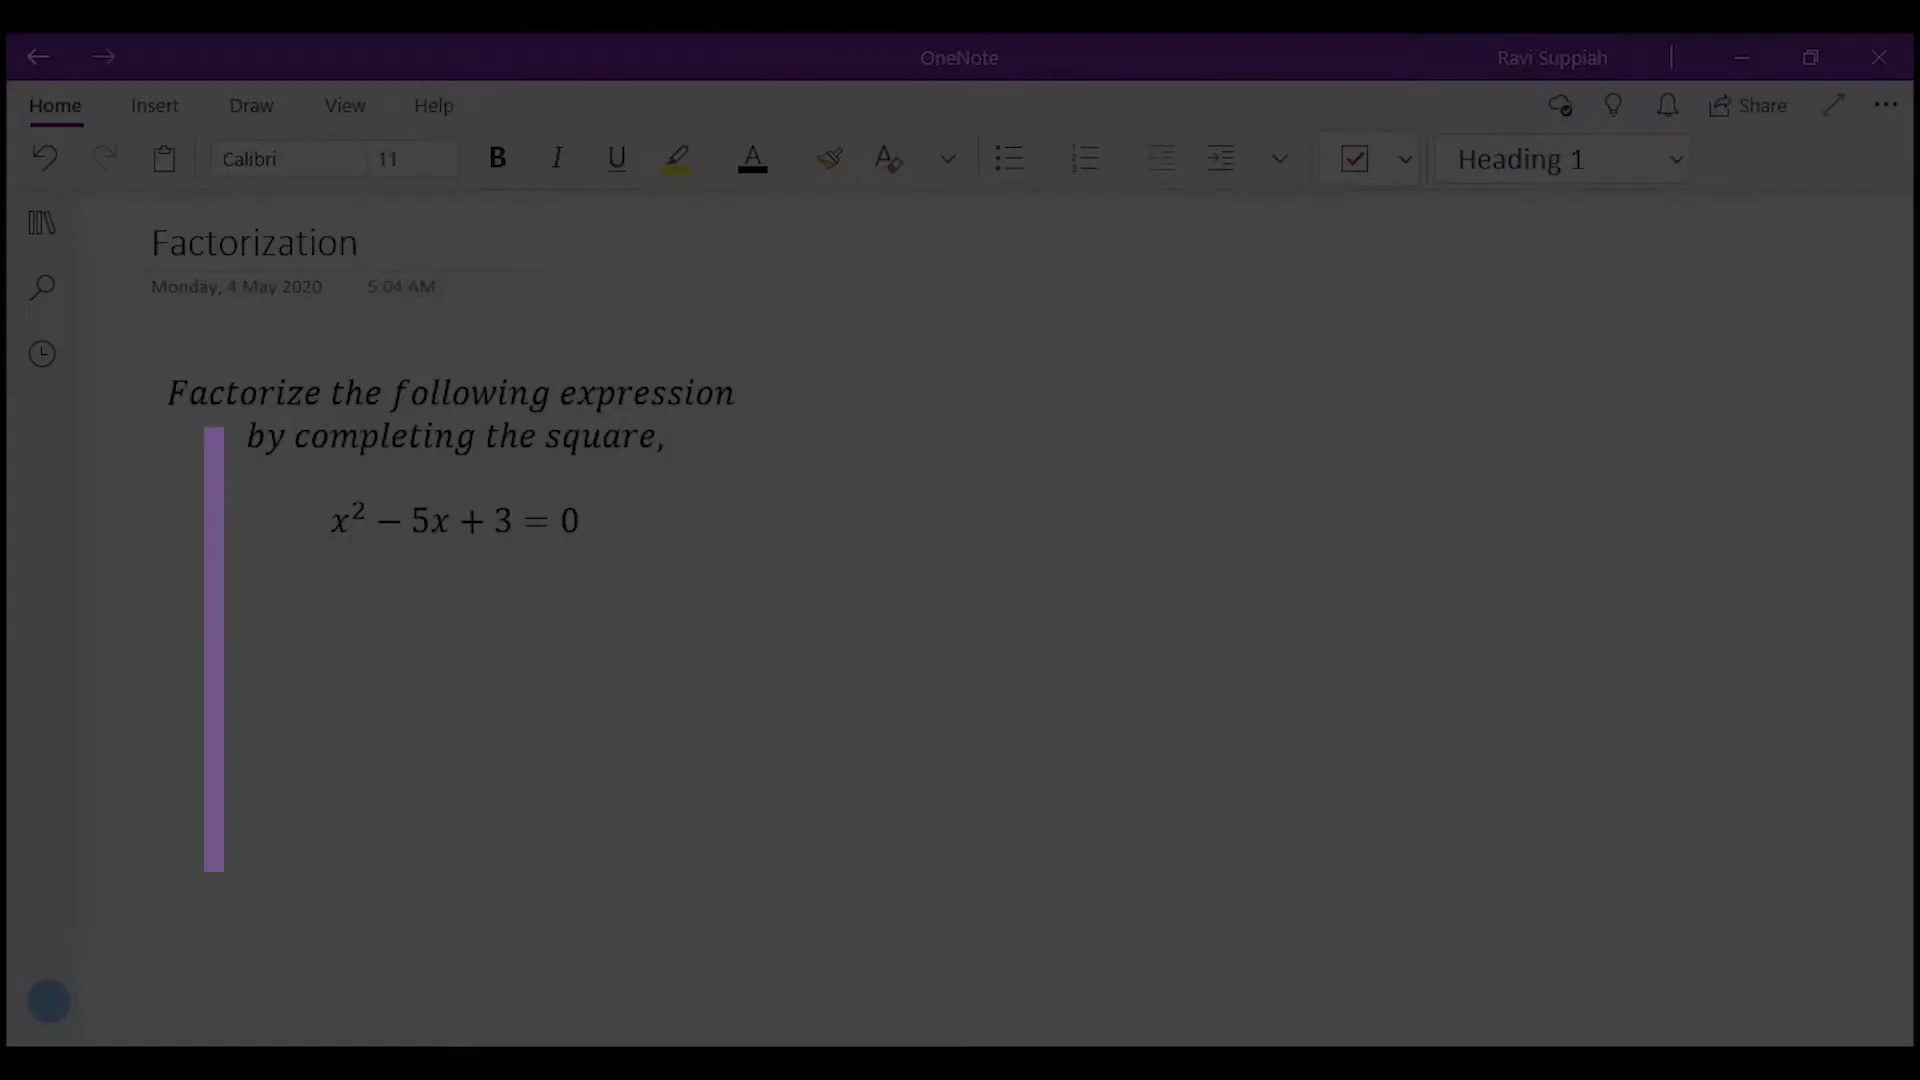 OneNote
Ravi Suppiah
Home Insert Draw View Help
Share
Calibri 11 B I U A Heading 1
Factorization
Monday, 4 May 2020 5:04 AM
Factorize the following expression
by completing the square,
x² − 5x + 3 = 0